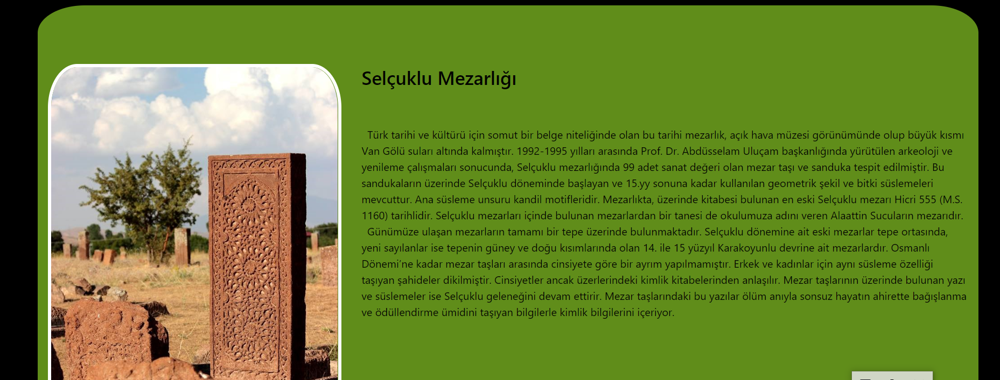 Selçuklu Mezarlığı
Türk tarihi ve kültürü için somut bir belge niteliğinde olan bu tarihi mezarlık, açık hava müzesi görünümünde olup büyük kısmı
Van Gölü suları altında kalmıştır. 1992-1995 yılları arasında Prof. Dr. Abdüsselam Uluçam başkanlığında yürütülen arkeoloji ve
yenileme çalışmaları sonucunda, Selçuklu mezarlığında 99 adet sanat değeri olan mezar taşı ve sanduka tespit edilmiştir. Bu
sandukaların üzerinde Selçuklu döneminde başlayan ve 15.yy sonuna kadar kullanılan geometrik şekil ve bitki süslemeleri
mevcuttur. Ana süsleme unsuru kandil motifleridir. Mezarlıkta, üzerinde kitabesi bulunan en eski Selçuklu mezarı Hicri 555 (M.S.
1160) tarihlidir. Selçuklu mezarları içinde bulunan mezarlardan bir tanesi de okulumuza adını veren Alaattin Sucuların mezarıdır.
Günümüze ulaşan mezarların tamamı bir tepe üzerinde bulunmaktadır. Selçuklu dönemine ait eski mezarlar tepe ortasında,
yeni sayılanlar ise tepenin güney ve doğu kısımlarında olan 14. ile 15 yüzyıl Karakoyunlu devrine ait mezarlardır. Osmanlı
Dönemi’ne kadar mezar taşları arasında cinsiyete göre bir ayrım yapılmamıştır. Erkek ve kadınlar için aynı süsleme özelliği
taşıyan şahideler dikilmiştir. Cinsiyetler ancak üzerlerindeki kimlik kitabelerinden anlaşılır. Mezar taşlarının üzerinde bulunan yazı
ve süslemeler ise Selçuklu geleneğini devam ettirir. Mezar taşlarındaki bu yazılar ölüm anıyla sonsuz hayatın ahirette bağışlanma
ve ödüllendirme ümidini taşıyan bilgilerle kimlik bilgilerini içeriyor.